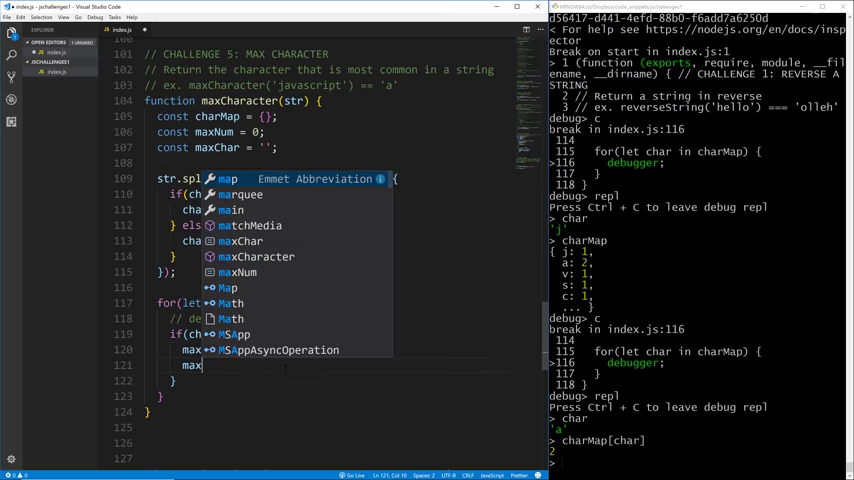 index.js - jschallenges1 - Visual Studio Code
File Edit Selection View Go Debug Tasks Help
EXPLORER
OPEN EDITORS 1 UNSAVED
index.js
JSCHALLENGES1
index.js
index.js
101
102 // CHALLENGE 5: MAX CHARACTER
102 // Return the character that is most common in a string
103 // ex. maxCharacter('javascript') == 'a'
104 function maxCharacter(str) {
105 const charMap = {};
106 const maxNum = 0;
107 const maxChar = '';
108
109 str.spl {
110 if(ch
111 cha
112 } els
113 cha
114 }
115 });
116
117 for(let
118 // de
119 if(ch
120 max
121 max
122 }
123 }
124 }
125
126
127
map Emmet Abbreviation
marquee
main
matchMedia
maxChar
maxCharacter
maxNum
Map
Math
Math
MSApp
MSAppAsyncOperation
0 0
Go Live
Ln 121, Col 10
Spaces: 2
UTF-8
CRLF
JavaScript
Prettier
MINGW64:/d/Dropbox/code_snippets/jschallenges1
d56417-d441-4efd-88b0-f6add7a6250d
< For help see https://nodejs.org/en/docs/insp
ector
Break on start in index.js:1
> 1 (function (exports, require, module, __fil
ename, __dirname) { // CHALLENGE 1: REVERSE A
STRING
2 // Return a string in reverse
3 // ex. reverseString('hello') === 'olleh'
debug> c
break in index.js:116
114
115 for(let char in charMap) {
>116 debugger;
117 }
118 }
debug> repl
Press Ctrl + C to leave debug repl
> char
'j'
> charMap
{ j: 1,
a: 2,
v: 1,
s: 1,
c: 1,
... }
debug> c
break in index.js:116
114
115 for(let char in charMap) {
>116 debugger;
117 }
118 }
debug> repl
Press Ctrl + C to leave debug repl
> char
'a'
> charMap[char]
2
>